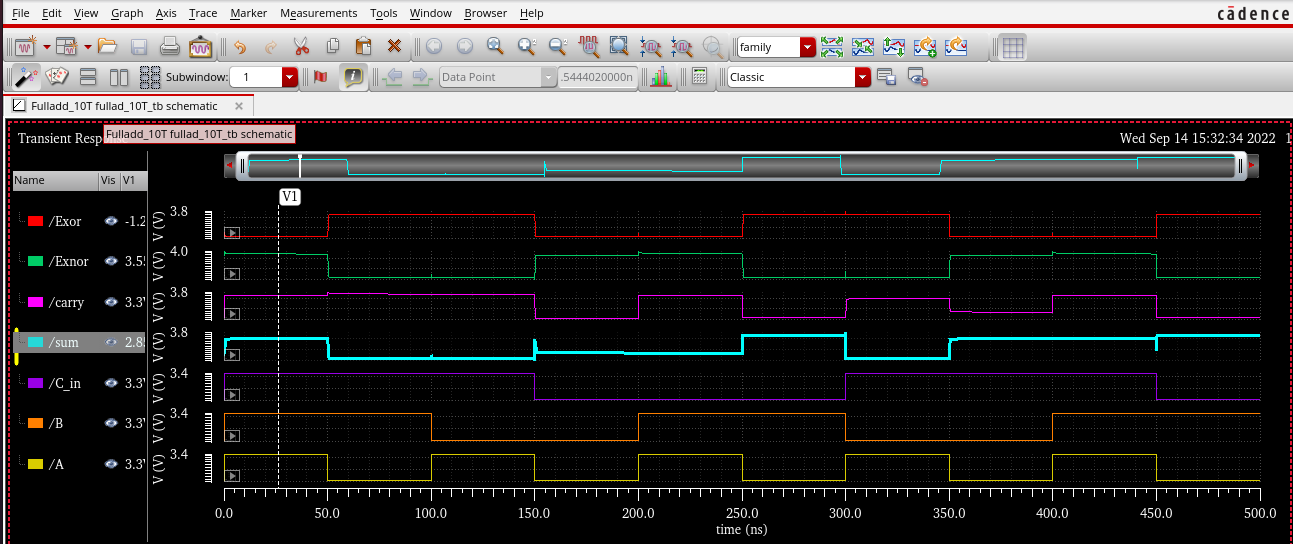 File Edit View Graph Axis Trace Marker Measurements Tools Window Browser Help
cādence
family
Subwindow: 1 Data Point .5444020000n Classic
Fulladd_10T fullad_10T_tb schematic
Fulladd_10T fullad_10T_tb schematic
Transient Resp Wed Sep 14 15:32:34 2022 1
Name Vis V1
V1
/Exor -1.2 V (V) 3.8
/Exnor 3.5 V (V) 4.0
/carry 3.3 V (V) 3.8
/sum 2.8 V (V) 3.8
/C_in 3.3 V (V) 3.4
/B 3.3 V (V) 3.4
/A 3.3 V (V) 3.4
0.0 50.0 100.0 150.0 200.0 250.0 300.0 350.0 400.0 450.0 500.0
time (ns)